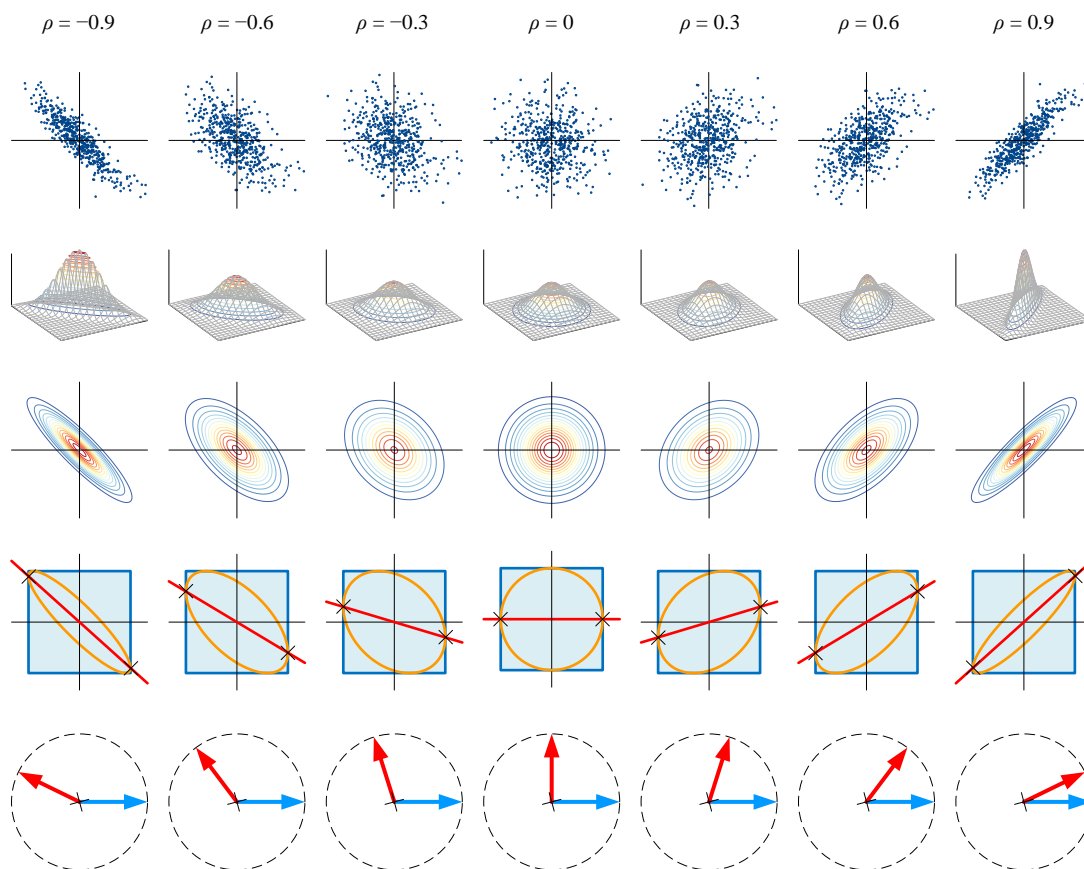 ρ = −0.9 ρ = −0.6 ρ = −0.3 ρ = 0 ρ = 0.3 ρ = 0.6 ρ = 0.9